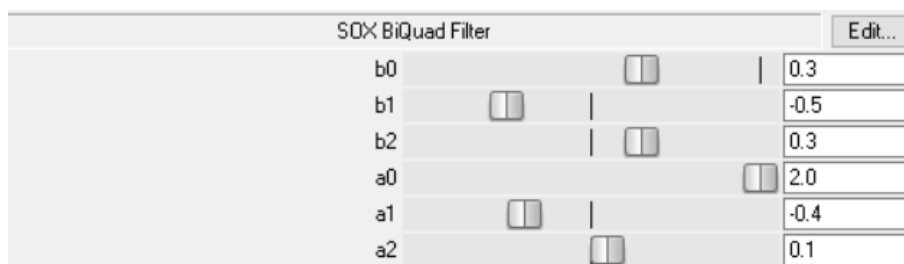 SOX BiQuad Filter Edit...
b0 0.3
b1 -0.5
b2 0.3
a0 2.0
a1 -0.4
a2 0.1